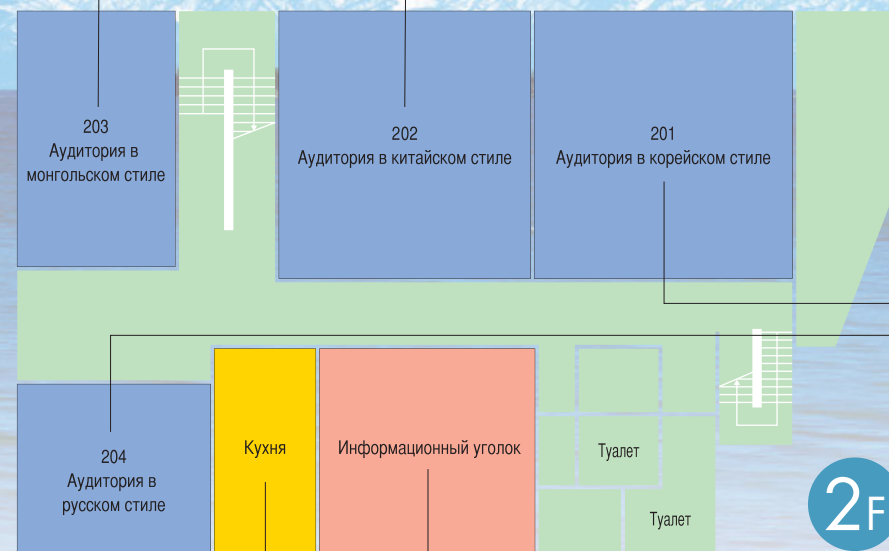 203
Аудитория в
монгольском стиле
202
Аудитория в китайском стиле
201
Аудитория в корейском стиле
204
Аудитория в
русском стиле
Кухня
Информационный уголок
Туалет
Туалет
2F